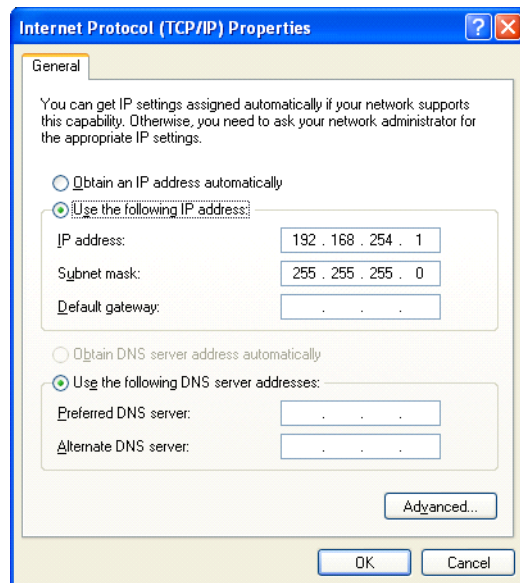 Internet Protocol (TCP/IP) Properties
General
You can get IP settings assigned automatically if your network supports
this capability. Otherwise, you need to ask your network administrator for
the appropriate IP settings.
Obtain an IP address automatically
Use the following IP address:
IP address: 192 . 168 . 254 . 1
Subnet mask: 255 . 255 . 255 . 0
Default gateway: . . .
Obtain DNS server address automatically
Use the following DNS server addresses:
Preferred DNS server: . . .
Alternate DNS server: . . .
Advanced...
OK Cancel